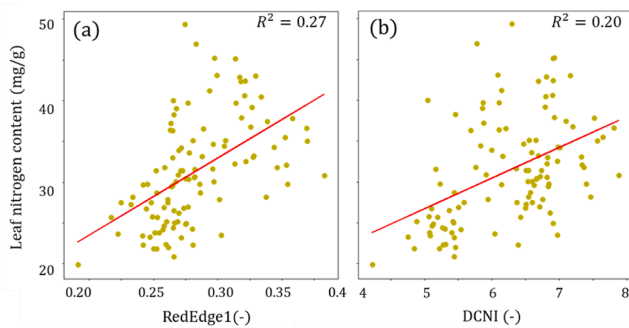 (a)
R² = 0.27
(b)
R² = 0.20
Leaf nitrogen content (mg/g)
50
40
30
20
0.20 0.25 0.30 0.35 0.4
4 5 6 7 8
RedEdge1(-)
DCNI (-)